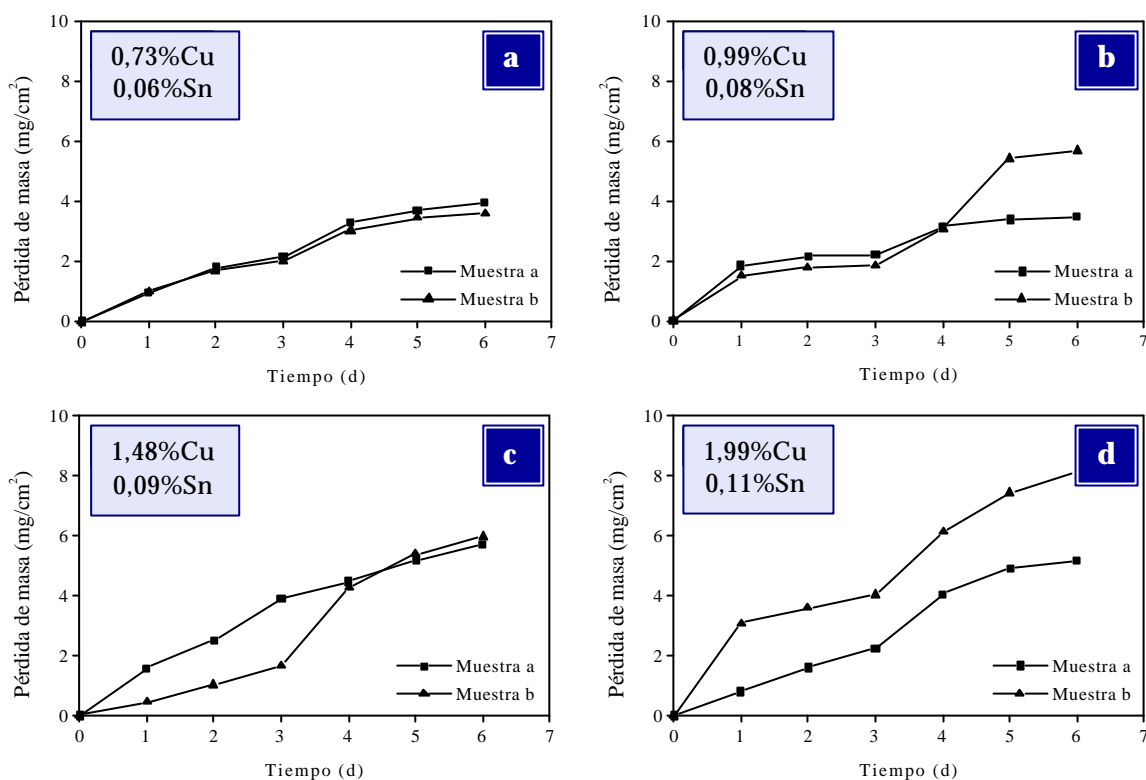 10
8
6
4
2
0
Pérdida de masa (mg/cm²)
0,73%Cu
0,06%Sn
a
Muestra a
Muestra b
0 1 2 3 4 5 6 7
Tiempo (d)
10
8
6
4
2
0
Pérdida de masa (mg/cm²)
0,99%Cu
0,08%Sn
b
Muestra a
Muestra b
0 1 2 3 4 5 6 7
Tiempo (d)
10
8
6
4
2
0
Pérdida de masa (mg/cm²)
1,48%Cu
0,09%Sn
c
Muestra a
Muestra b
0 1 2 3 4 5 6 7
Tiempo (d)
10
8
6
4
2
0
Pérdida de masa (mg/cm²)
1,99%Cu
0,11%Sn
d
Muestra a
Muestra b
0 1 2 3 4 5 6 7
Tiempo (d)